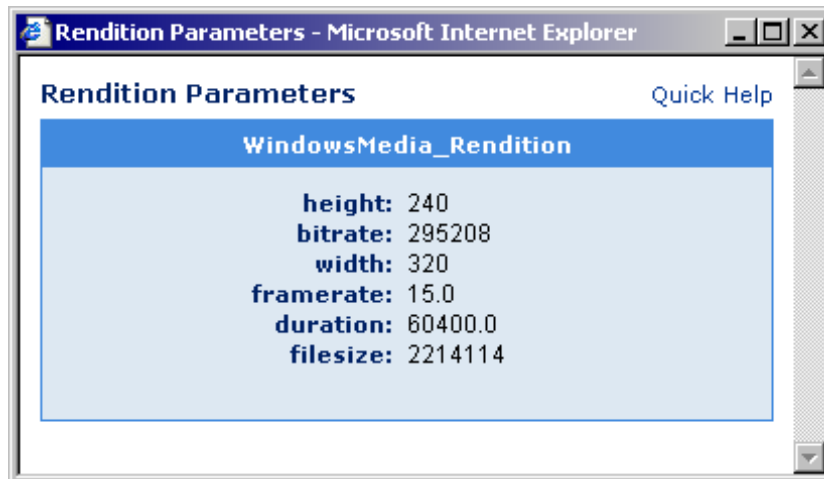 Rendition Parameters - Microsoft Internet Explorer
Rendition Parameters Quick Help
WindowsMedia_Rendition
height: 240
bitrate: 295208
width: 320
framerate: 15.0
duration: 60400.0
filesize: 2214114